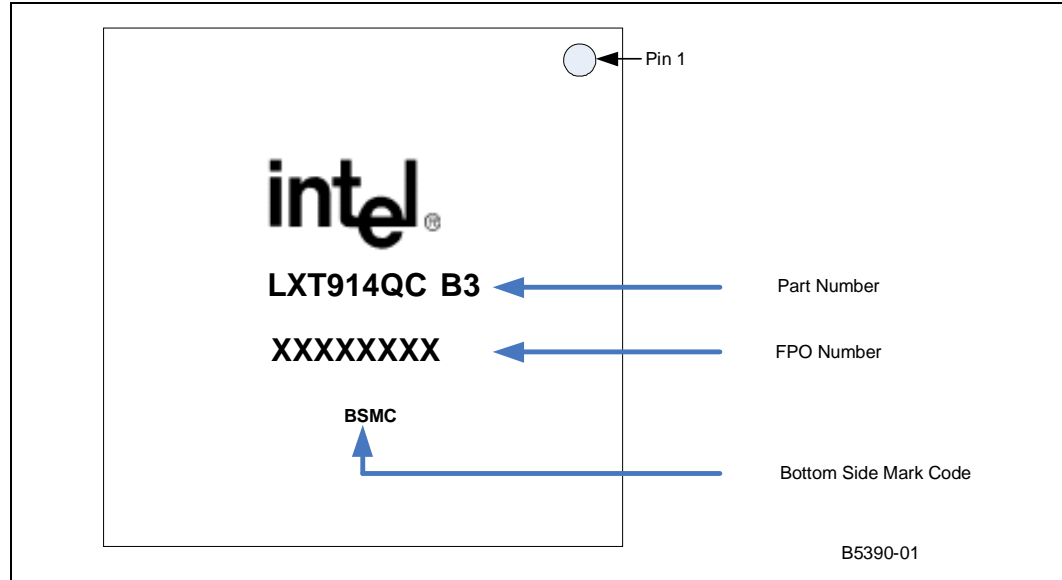 Pin 1
intel®
LXT914QC B3
Part Number
XXXXXXXX
FPO Number
BSMC
Bottom Side Mark Code
B5390-01